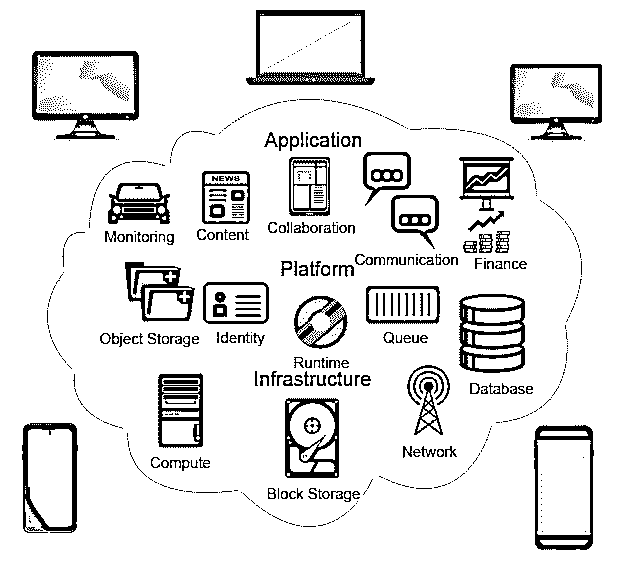 Application
NEWS
Monitoring
Content
Collaboration
Communication
Finance
Platform
Object Storage
Identity
Runtime
Queue
Database
Infrastructure
Compute
Block Storage
Network